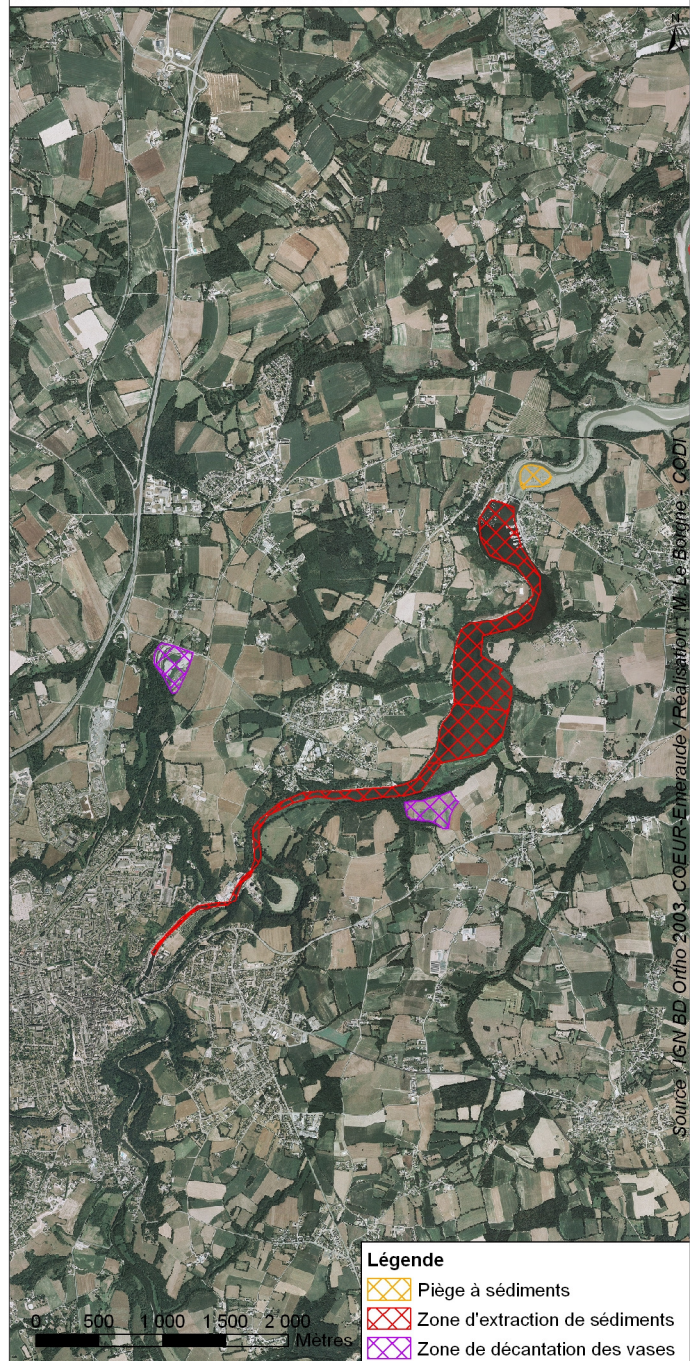 N
Source : IGN BD Ortho 2003, COEUR Emeraude / Réalisation : M. Le Borgne - CODI
Légende
Piège à sédiments
Zone d'extraction de sédiments
Zone de décantation des vases
0 500 1 000 1 500 2 000
Mètres